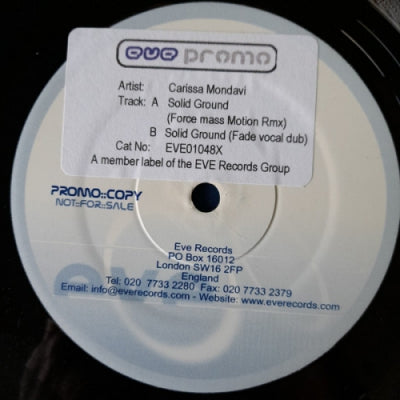 eve promo
Artist: Carissa Mondavi
Track: A Solid Ground
(Force mass Motion Rmx)
B Solid Ground (Fade vocal dub)
Cat No: EVE01048X
A member label of the EVE Records Group
PROMO::COPY
NOT::FOR::SALE
eve
Eve Records
PO Box 16012
London SW16 2FP
England
Tel: 020 7733 2280 Fax: 020 7733 2379
Email: info@everecords.com - Website: www.everecords.com